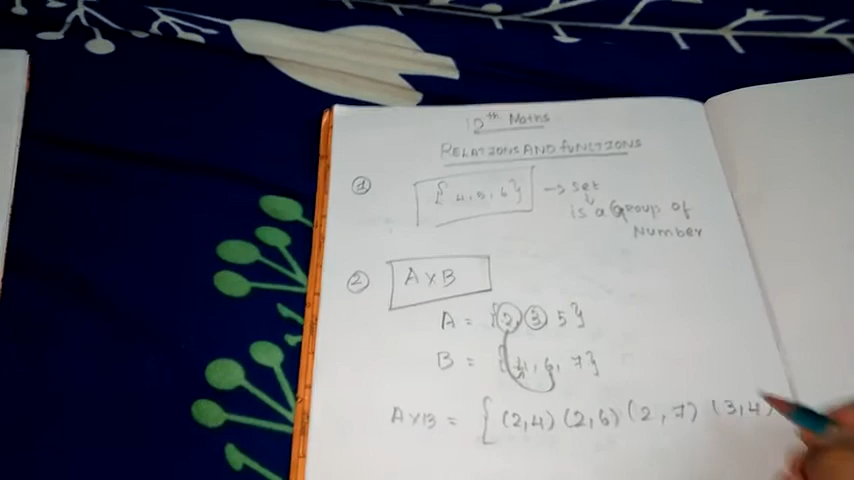 10th Maths
RELATIONS AND FUNCTIONS
① {4,5,6} → set
↓
is a Group of
Number
② A×B
A = {2, 3 5}
B = {4, 6, 7}
A×B = { (2,4) (2,6) (2,7) (3,4)